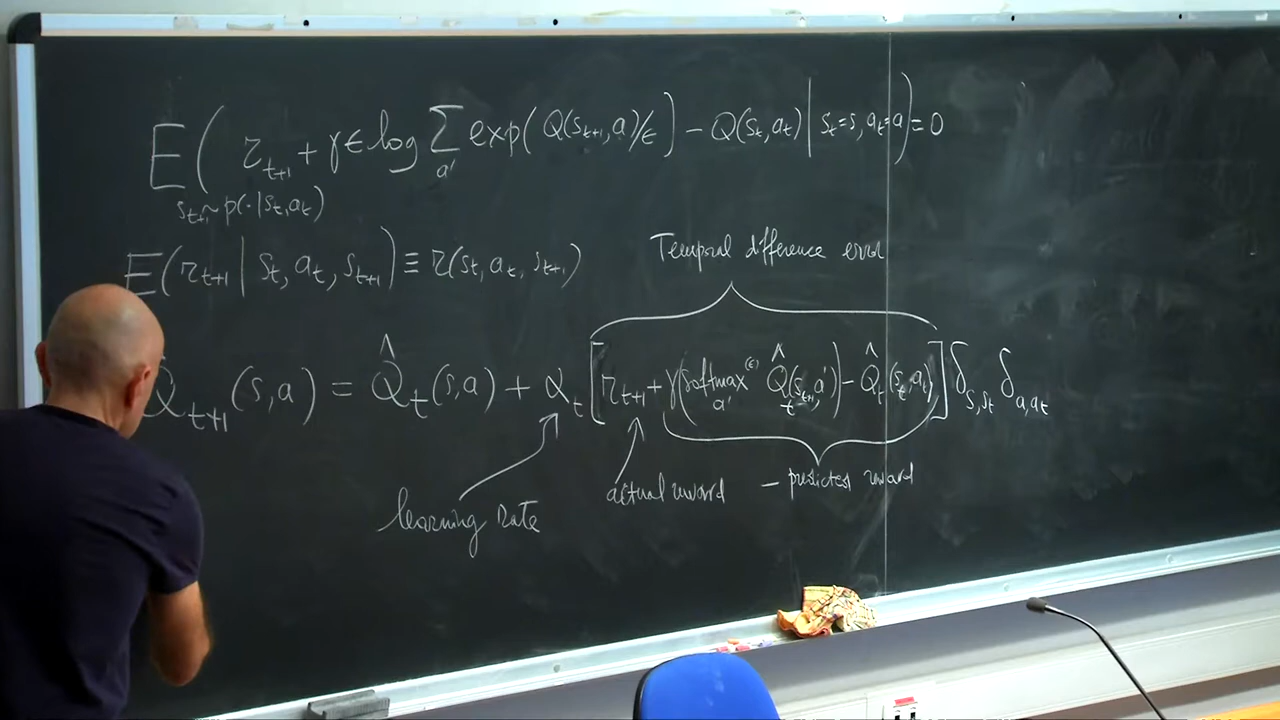 E( r_{t+1} + γ ε log Σ_{a'} exp( Q(s_{t+1}, a)/ε ) − Q(s_t, a_t) | s_t = s, a_t = a ) = 0
s_{t+1} ~ p(·|s_t, a_t)
E( r_{t+1} | s_t, a_t, s_{t+1} ) ≡ r(s_t, a_t, s_{t+1})
Temporal difference error
Q_{t+1}(s,a) = Q̂_t(s,a) + α_t [ r_{t+1} + γ( softmax_{a'}^{(ε)} Q̂_t(s_{t+1}, a') ) − Q̂_t(s_t, a_t) ] δ_{s,s_t} δ_{a,a_t}
learning rate actual reward − predicted reward